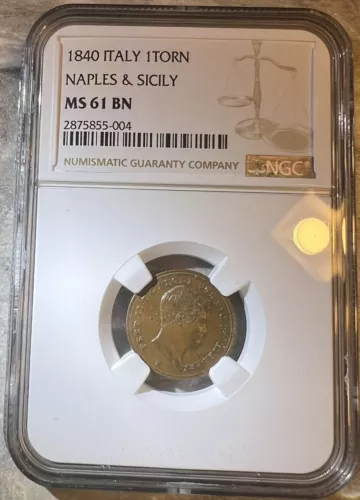 1840 ITALY 1TORN
NAPLES & SICILY
MS 61 BN
2875855-004
NUMISMATIC GUARANTY COMPANY
NGC